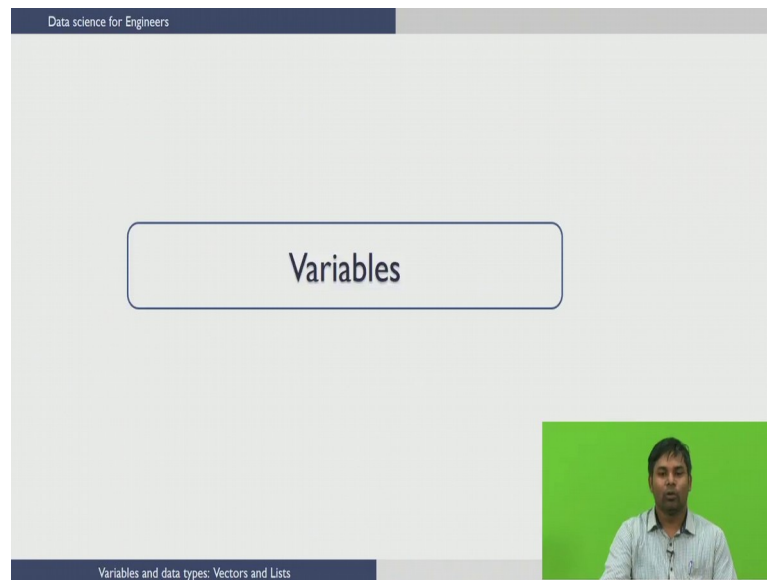 Data science for Engineers
Variables
Variables and data types: Vectors and Lists